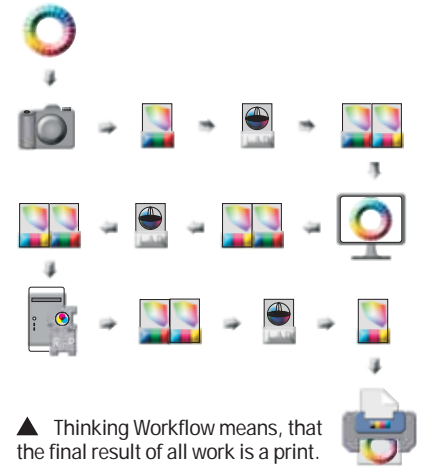 ▲ Thinking Workflow means, that
the final result of all work is a print.